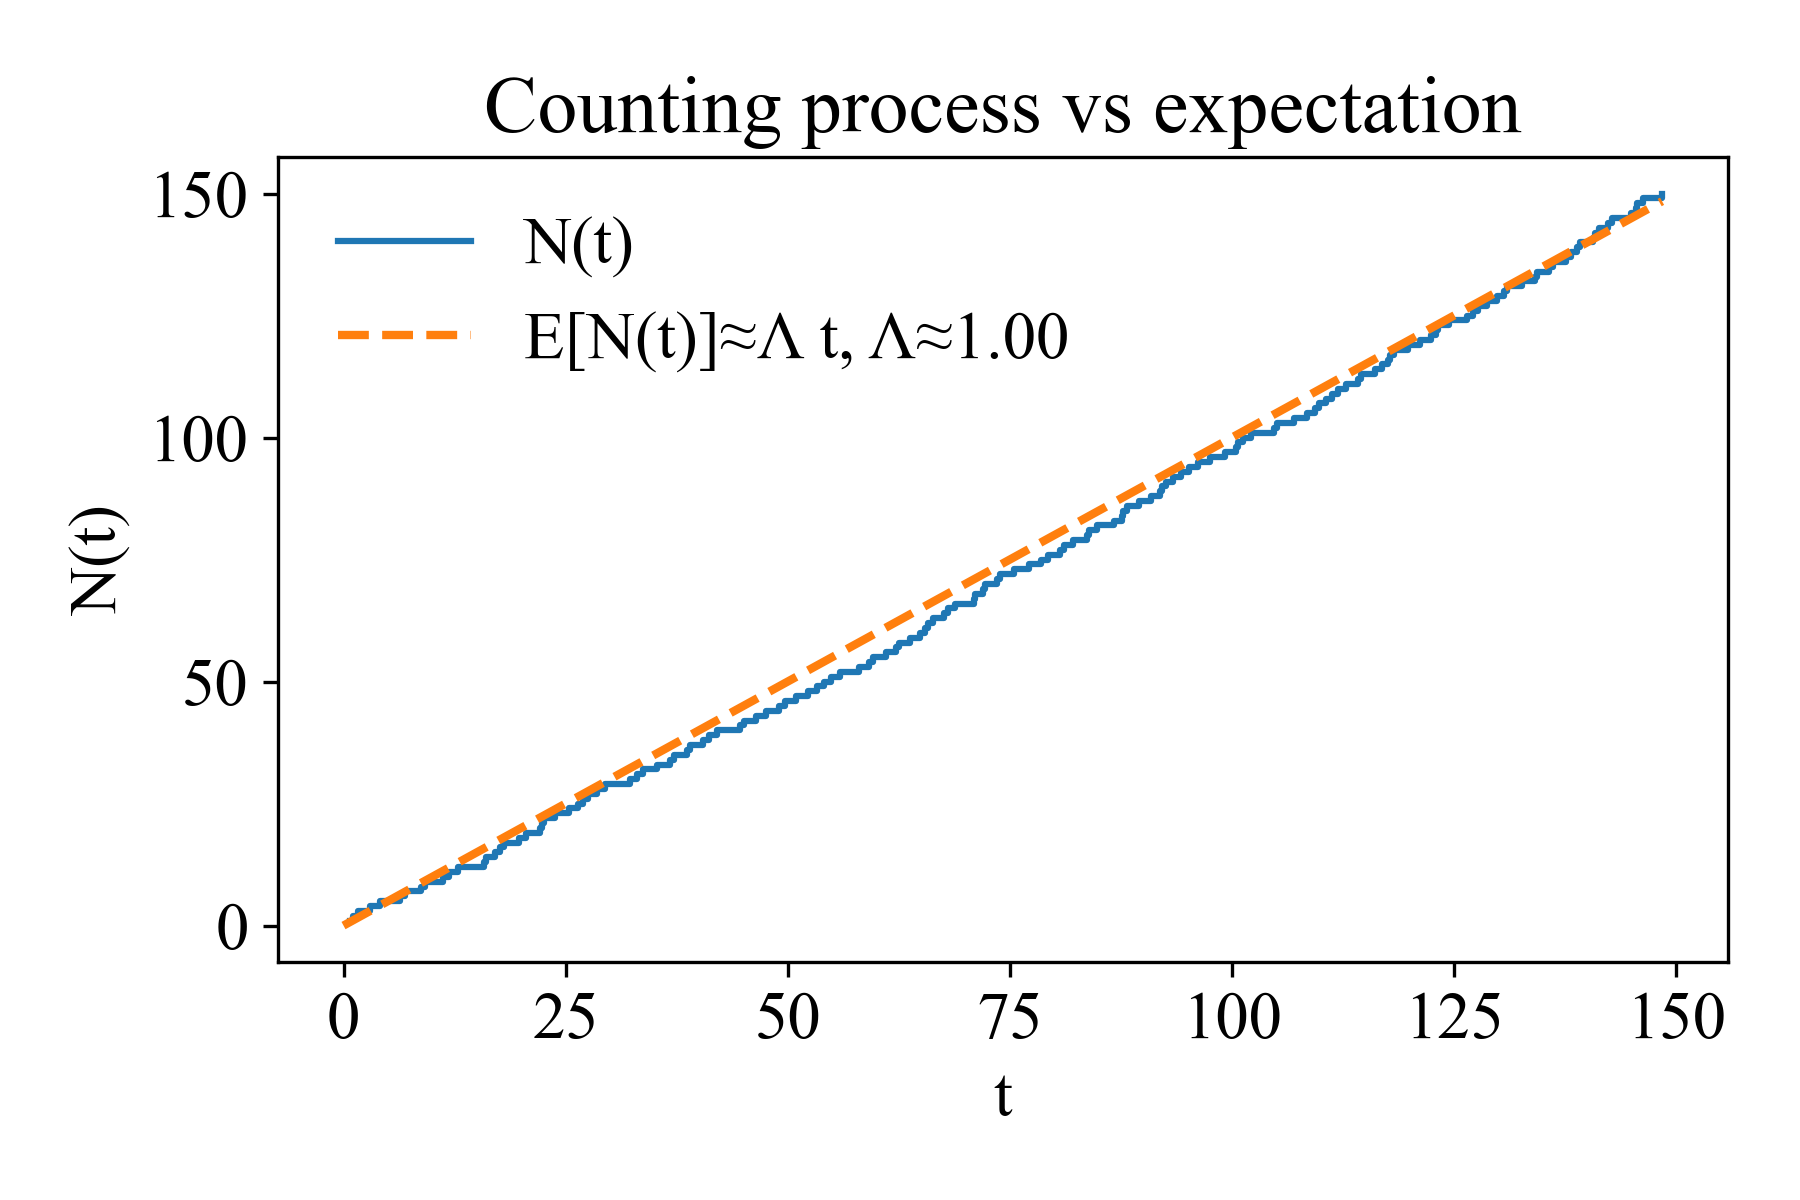 Counting process vs expectation
N(t)
E[N(t)]≈Λ t, Λ≈1.00
150
100
50
0
N(t)
0 25 50 75 100 125 150
t